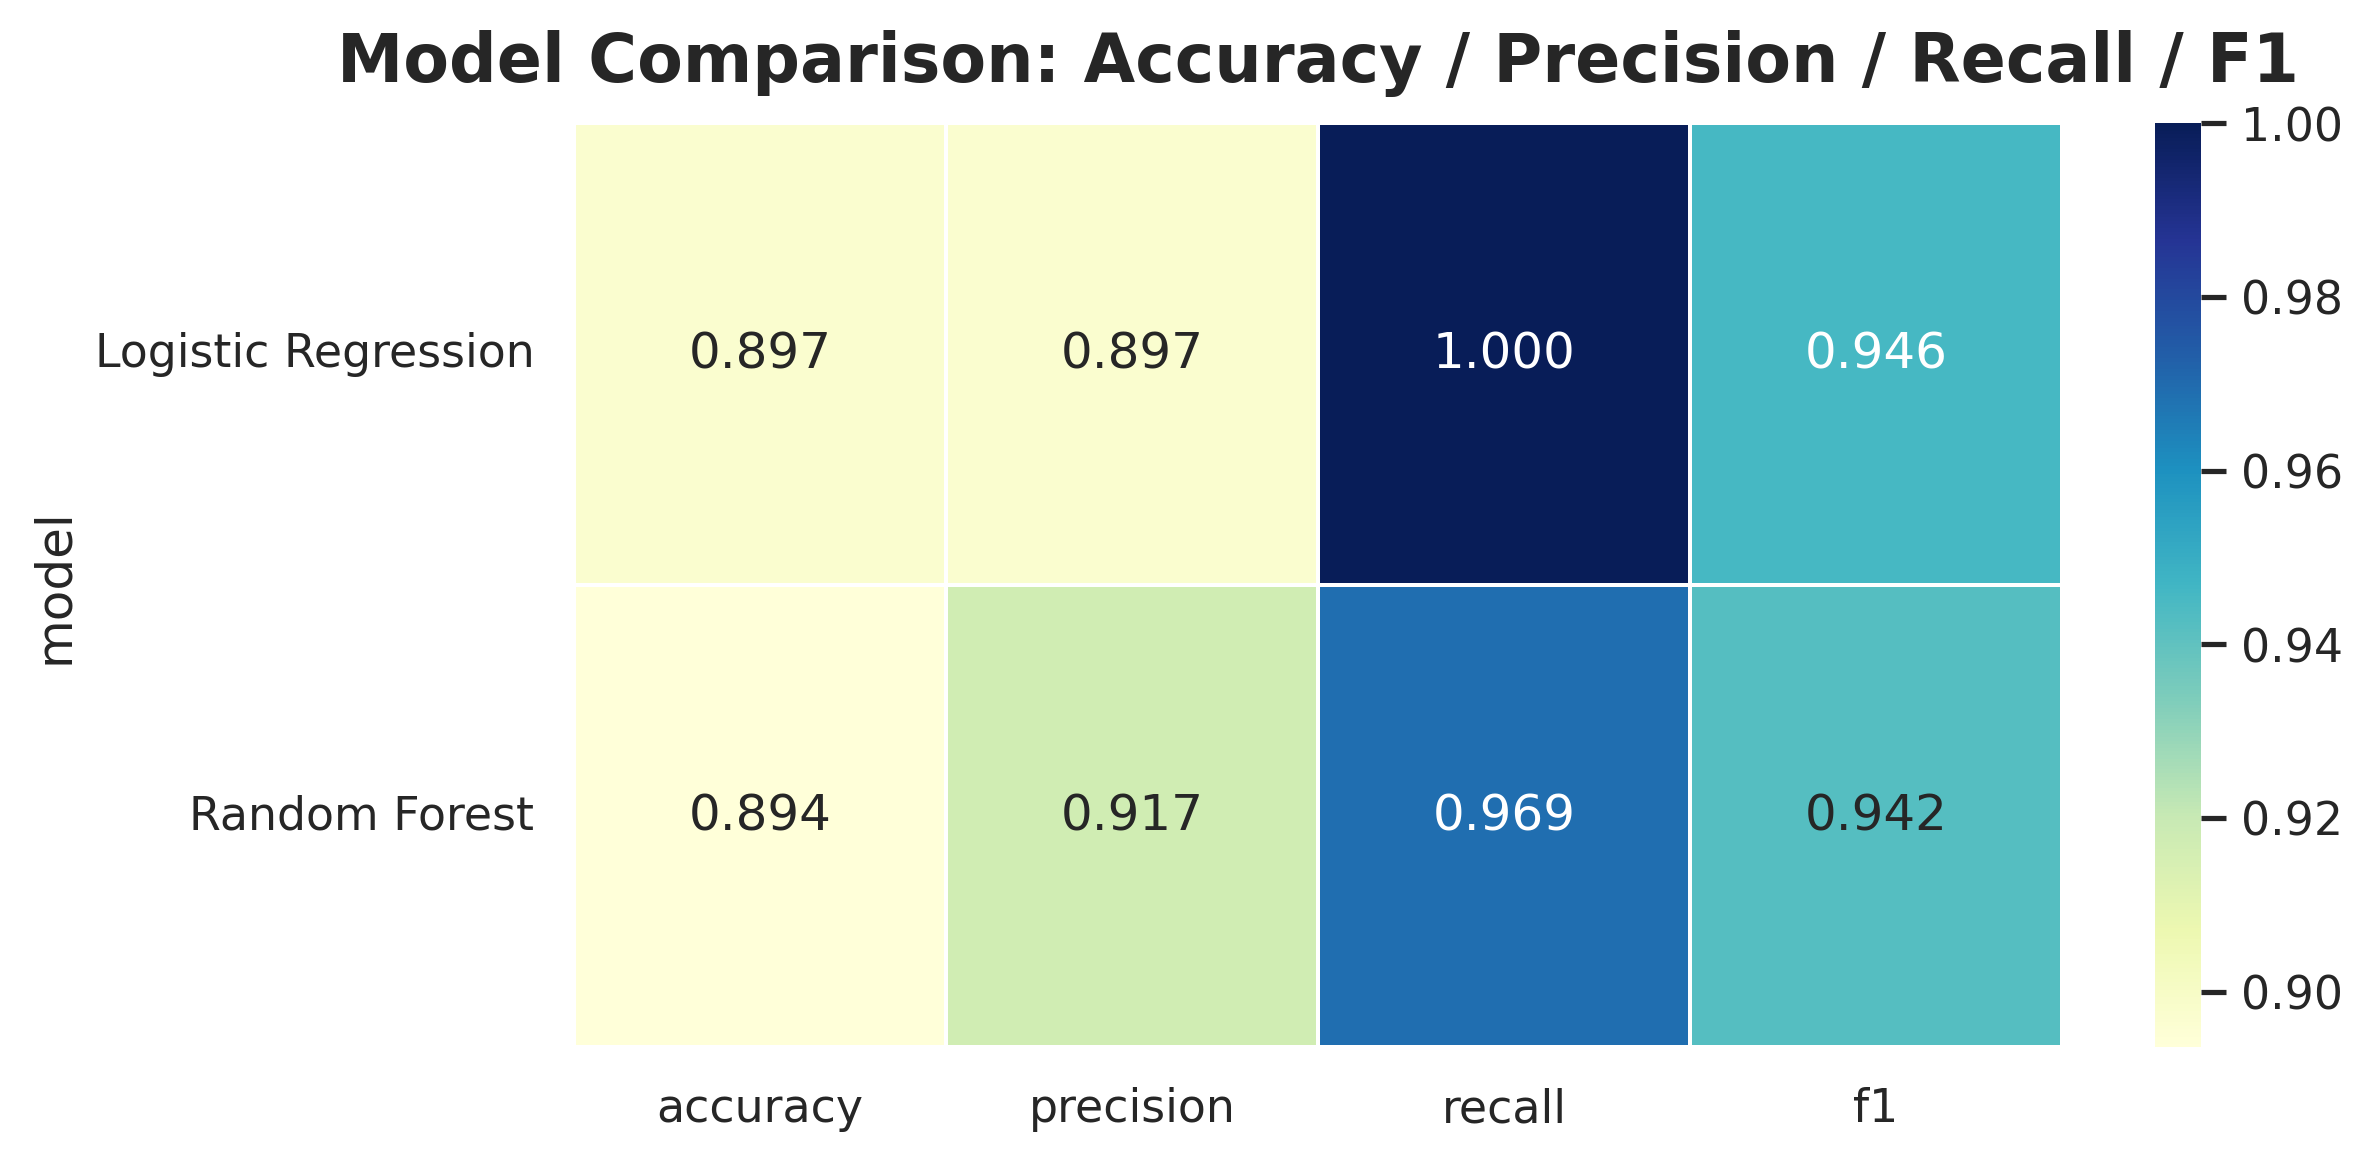 Model Comparison: Accuracy / Precision / Recall / F1
model
Logistic Regression
0.897 0.897 1.000 0.946
Random Forest
0.894 0.917 0.969 0.942
accuracy precision recall f1
1.00
0.98
0.96
0.94
0.92
0.90